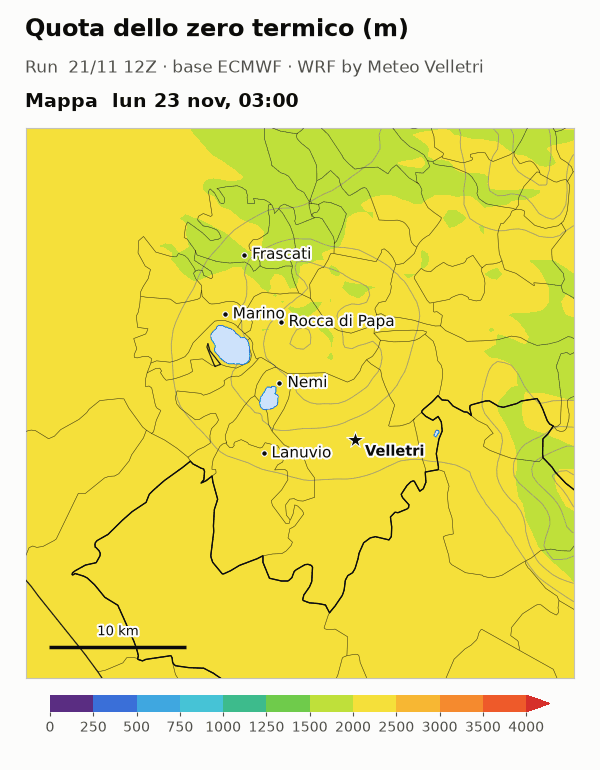 Quota dello zero termico (m)
Run  21/11 12Z · base ECMWF · WRF by Meteo Velletri
Mappa  lun 23 nov, 03:00
Frascati
Marino
Rocca di Papa
Nemi
Velletri
Lanuvio
10 km
0 250 500 750 1000 1250 1500 2000 2500 3000 3500 4000